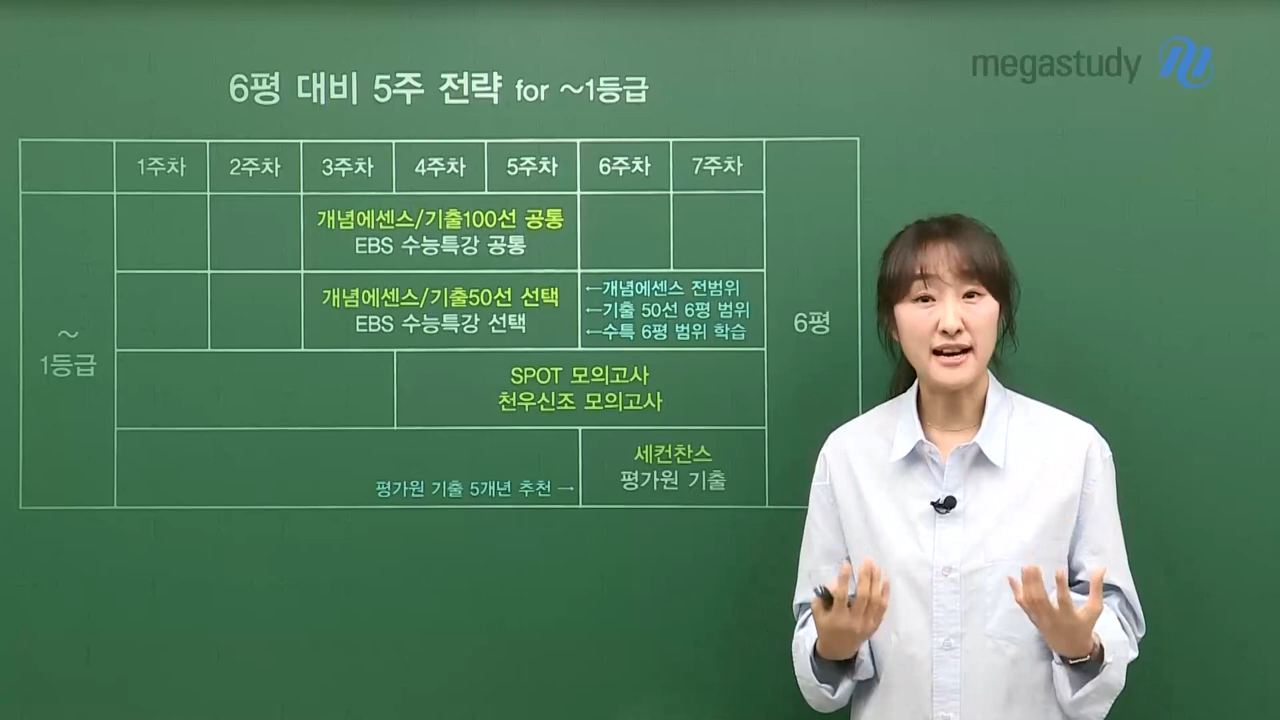 megastudy
6평 대비 5주 전략 for ~1등급
1주차 2주차 3주차 4주차 5주차 6주차 7주차
개념에센스/기출100선 공통
EBS 수능특강 공통
개념에센스/기출50선 선택
EBS 수능특강 선택
←개념에센스 전범위
←기출 50선 6평 범위
←수특 6평 범위 학습
~
1등급
6평
SPOT 모의고사
천우신조 모의고사
세컨찬스
평가원 기출
평가원 기출 5개년 추천→